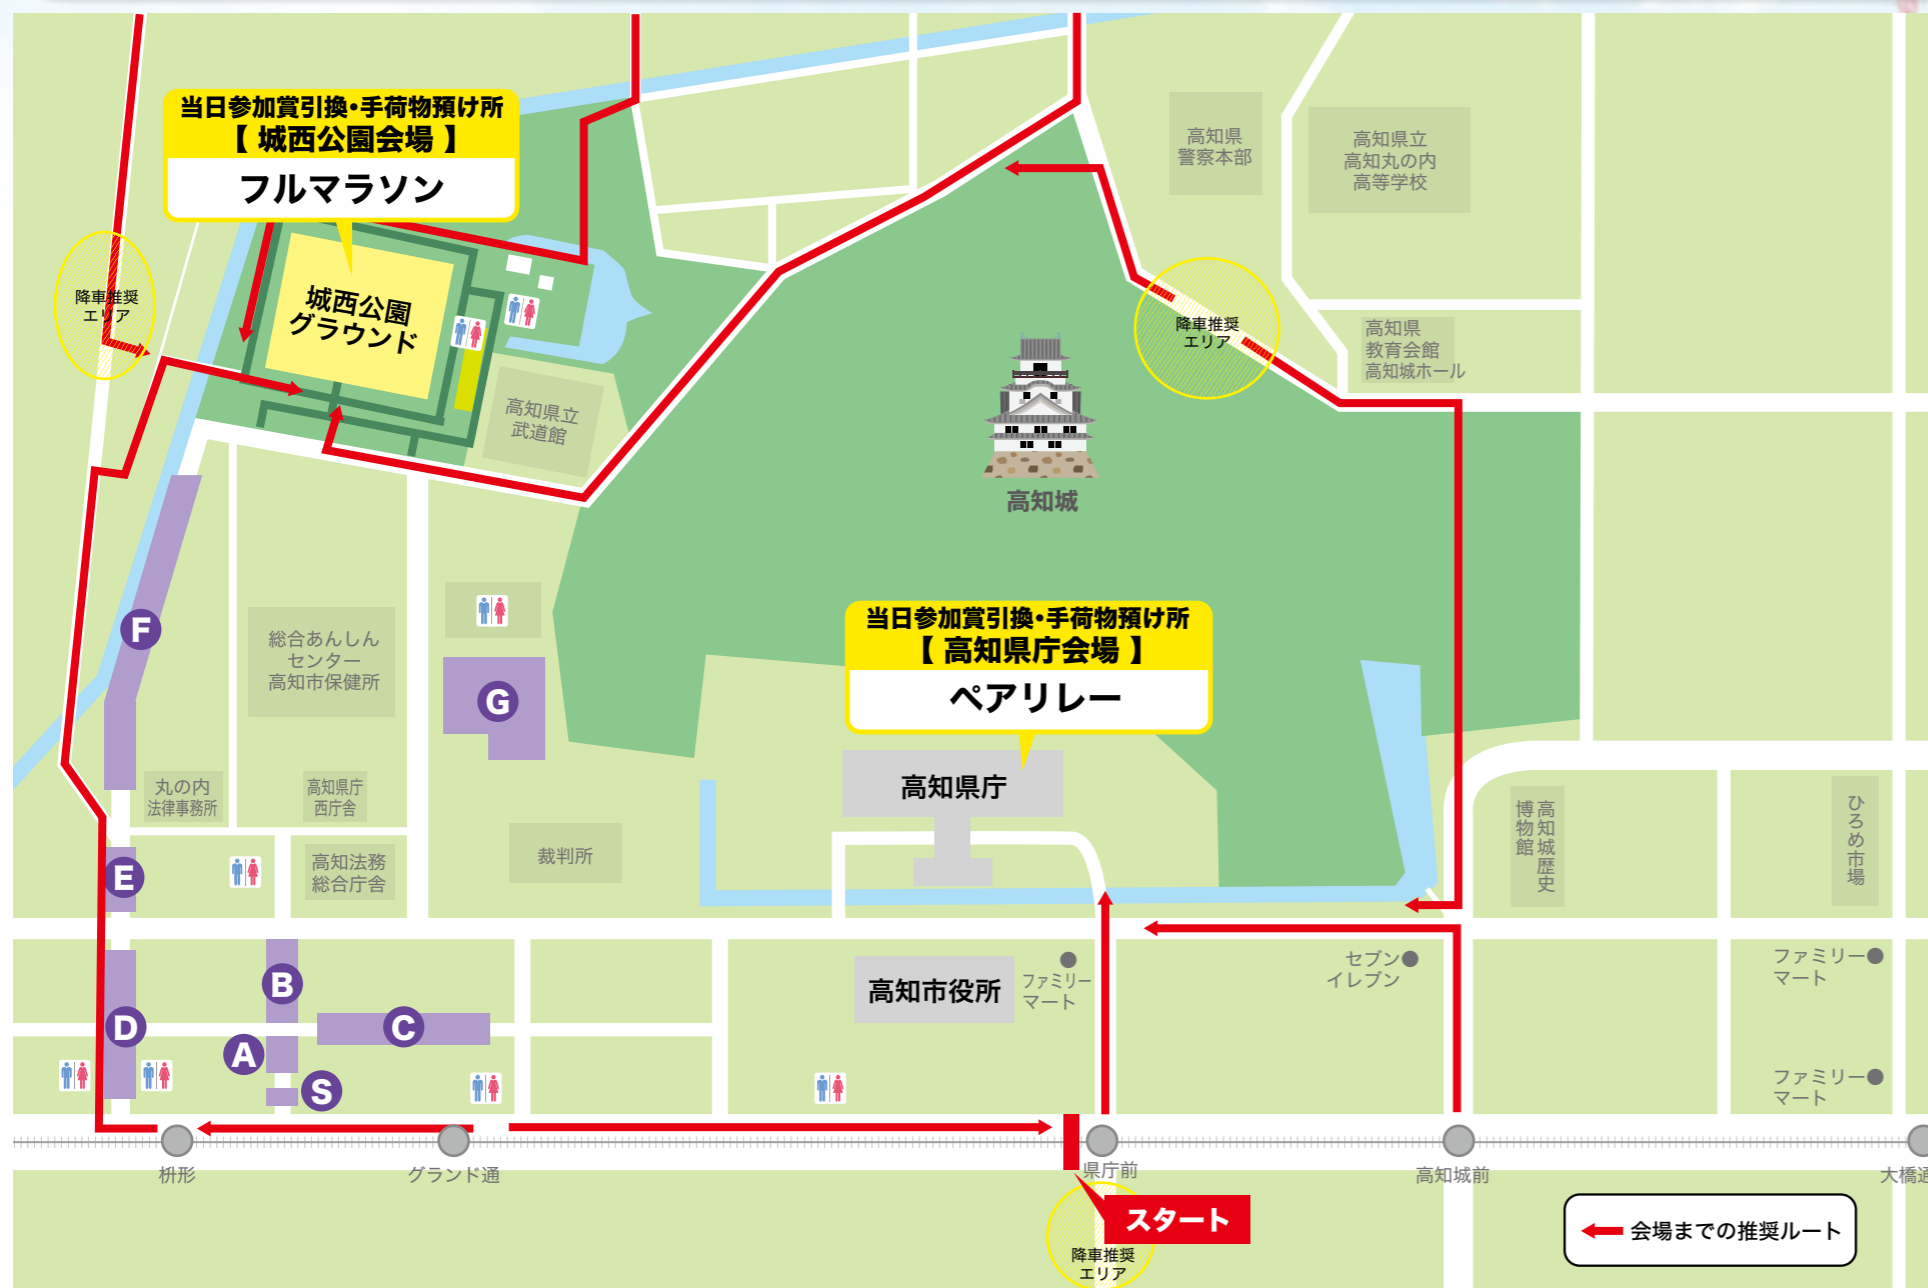 当日参加賞引換・手荷物預け所
【 城西公園会場 】
フルマラソン
高知県
警察本部
高知県立
高知丸の内
高等学校
降車推奨
エリア
城西公園
グラウンド
降車推奨
エリア
高知県
教育会館
高知城ホール
高知県立
武道館
高知城
F
総合あんしん
センター
高知市保健所
G
当日参加賞引換・手荷物預け所
【 高知県庁会場 】
ペアリレー
高知県庁
丸の内
法律事務所
高知県庁
西庁舎
高知城歴史
博物館
ひろめ市場
E
高知法務
総合庁舎
裁判所
B
高知市役所
ファミリー
マート
セブン
イレブン
ファミリー
マート
D
C
A
S
ファミリー
マート
枡形
グランド通
県庁前
高知城前
大橋通
スタート
降車推奨
エリア
会場までの推奨ルート